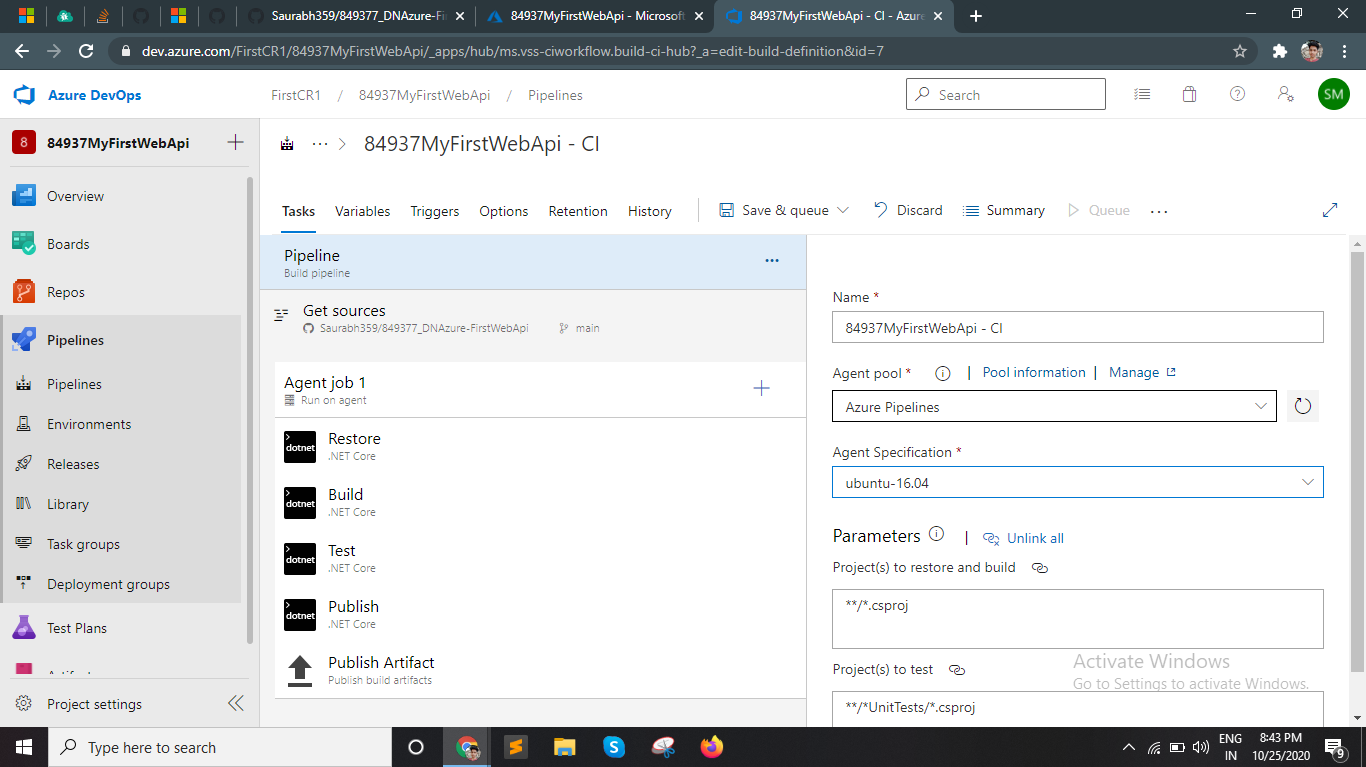 Saurabh359/849377_DNAzure-Fi
84937MyFirstWebApi - Microsoft
84937MyFirstWebApi - CI - Azure
dev.azure.com/FirstCR1/84937MyFirstWebApi/_apps/hub/ms.vss-ciworkflow.build-ci-hub?_a=edit-build-definition&id=7
Azure DevOps
FirstCR1 / 84937MyFirstWebApi / Pipelines
Search
SM
8 84937MyFirstWebApi
84937MyFirstWebApi - CI
Overview
Boards
Repos
Pipelines
Pipelines
Environments
Releases
Library
Task groups
Deployment groups
Test Plans
Project settings
Tasks Variables Triggers Options Retention History
Save & queue Discard Summary Queue
Pipeline
Build pipeline
Get sources
Saurabh359/849377_DNAzure-FirstWebApi main
Agent job 1
Run on agent
dotnet Restore
.NET Core
dotnet Build
.NET Core
dotnet Test
.NET Core
dotnet Publish
.NET Core
Publish Artifact
Publish build artifacts
Name *
84937MyFirstWebApi - CI
Agent pool * | Pool information | Manage
Azure Pipelines
Agent Specification *
ubuntu-16.04
Parameters | Unlink all
Project(s) to restore and build
**/*.csproj
Project(s) to test
**/*UnitTests/*.csproj
Activate Windows
Go to Settings to activate Windows.
Type here to search
ENG
IN
8:43 PM
10/25/2020
9